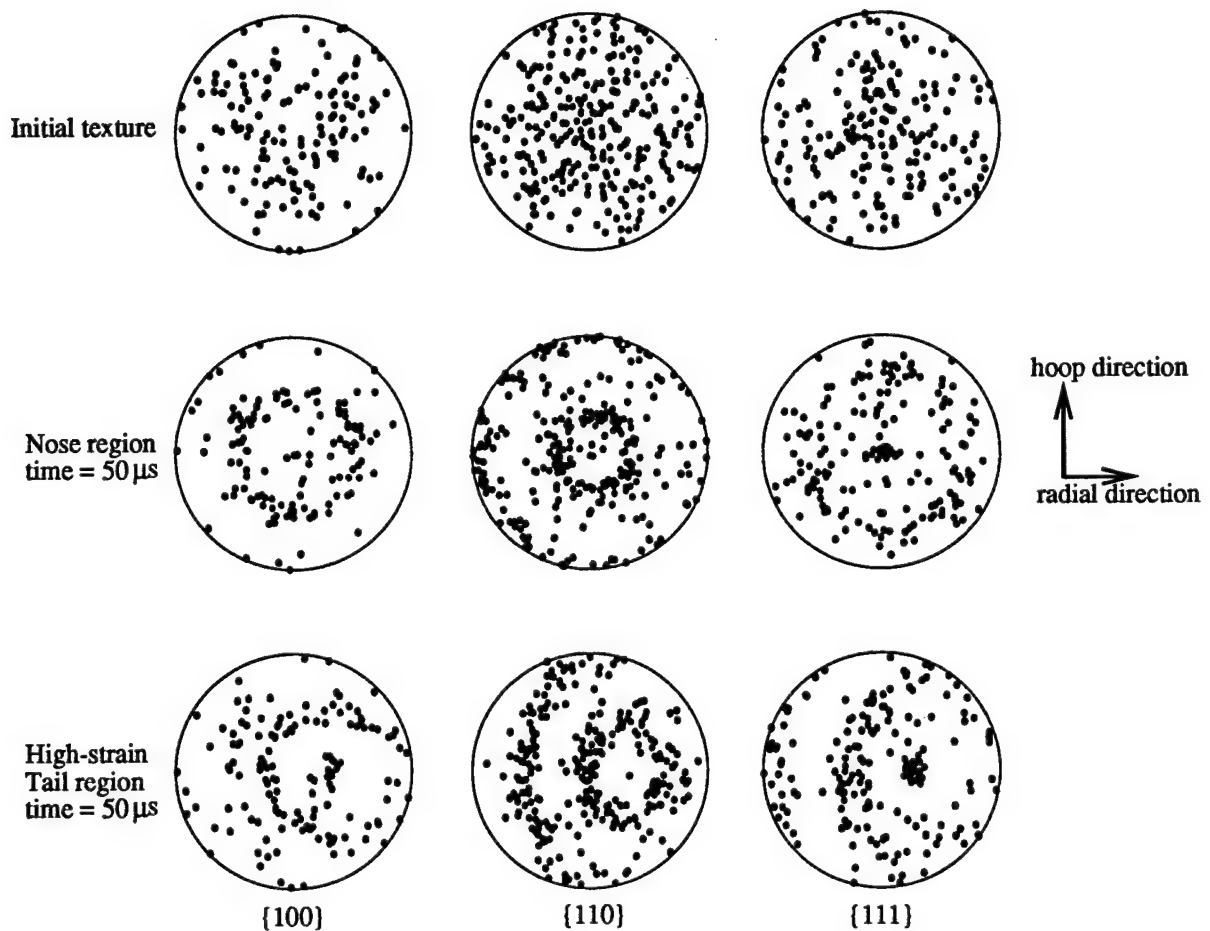 Initial texture
hoop direction
Nose region
time = 50 µs
radial direction
High-strain
Tail region
time = 50 µs
{100}
{110}
{111}